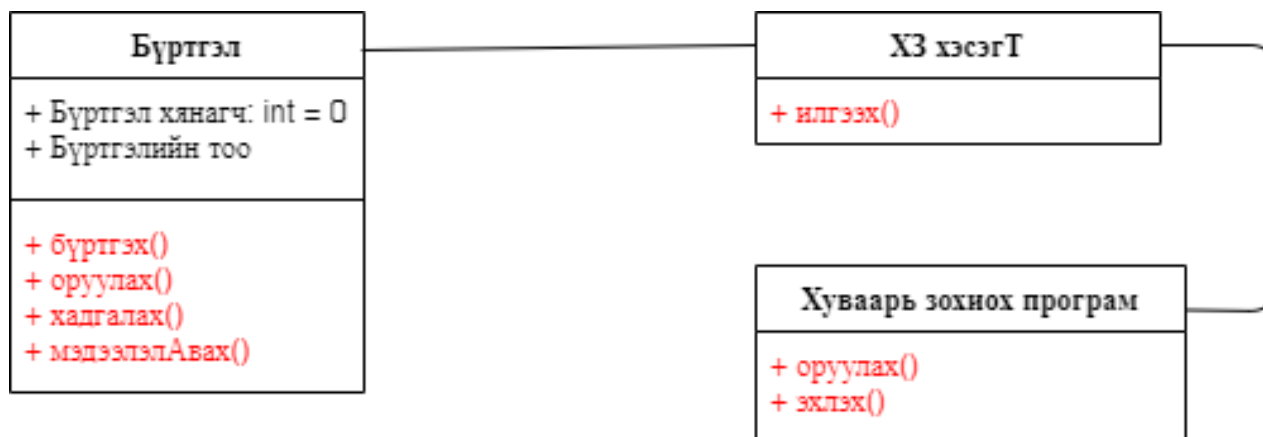 Бүртгэл
+ Бүртгэл хянагч: int = 0
+ Бүртгэлийн тоо
+ бүртгэх()
+ оруулах()
+ хадгалах()
+ мэдээлэлАвах()
ХЗ хэсэгТ
+ илгээх()
Хуваарь зохиох програм
+ оруулах()
+ эхлэх()